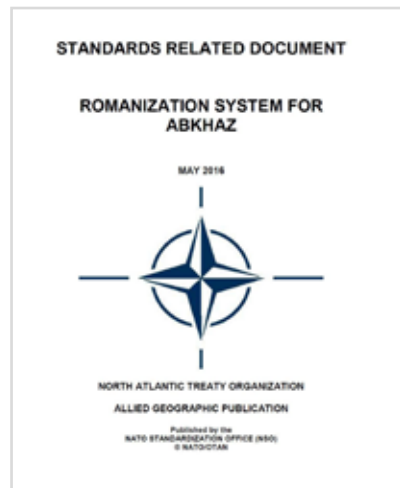 STANDARDS RELATED DOCUMENT
ROMANIZATION SYSTEM FOR
ABKHAZ
MAY 2016
NORTH ATLANTIC TREATY ORGANIZATION
ALLIED GEOGRAPHIC PUBLICATION
Published by the
NATO STANDARDIZATION OFFICE (NSO)
© NATO/OTAN